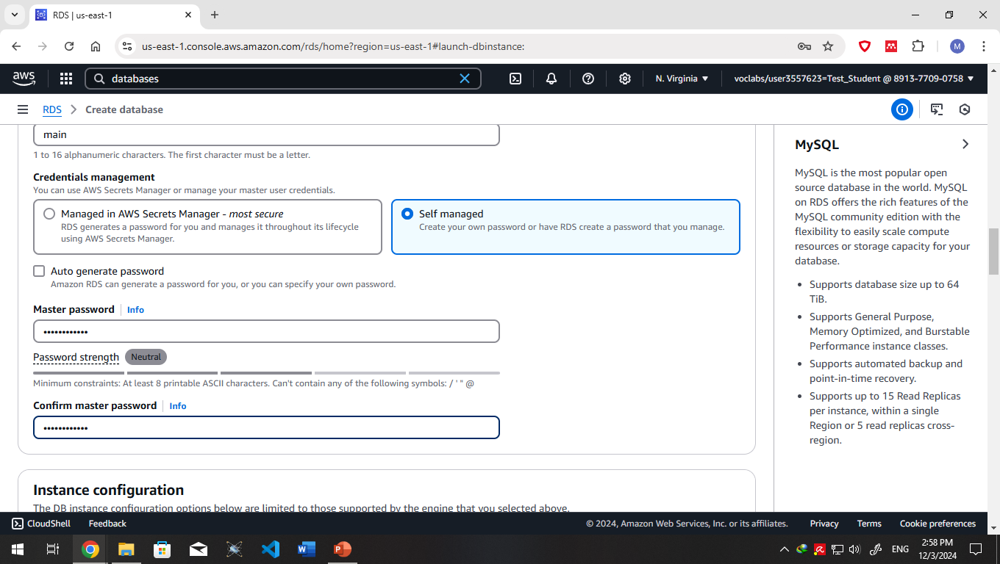 RDS | us-east-1
us-east-1.console.aws.amazon.com/rds/home?region=us-east-1#launch-dbinstance:
M
aws
databases
N. Virginia
voclabs/user3557623=Test_Student @ 8913-7709-0758
RDS
Create database
main
1 to 16 alphanumeric characters. The first character must be a letter.
Credentials management
You can use AWS Secrets Manager or manage your master user credentials.
Managed in AWS Secrets Manager - most secure
RDS generates a password for you and manages it throughout its lifecycle
using AWS Secrets Manager.
Self managed
Create your own password or have RDS create a password that you manage.
Auto generate password
Amazon RDS can generate a password for you, or you can specify your own password.
Master password
Info
••••••••••••
Password strength
Neutral
Minimum constraints: At least 8 printable ASCII characters. Can't contain any of the following symbols: / ' " @
Confirm master password
Info
••••••••••••
Instance configuration
The DB instance configuration options below are limited to those supported by the engine that you selected above.
MySQL
MySQL is the most popular open
source database in the world. MySQL
on RDS offers the rich features of the
MySQL community edition with the
flexibility to easily scale compute
resources or storage capacity for your
database.
• Supports database size up to 64
TiB.
• Supports General Purpose,
Memory Optimized, and Burstable
Performance instance classes.
• Supports automated backup and
point-in-time recovery.
• Supports up to 15 Read Replicas
per instance, within a single
Region or 5 read replicas cross-
region.
CloudShell
Feedback
© 2024, Amazon Web Services, Inc. or its affiliates.
Privacy
Terms
Cookie preferences
ENG
2:58 PM
12/3/2024